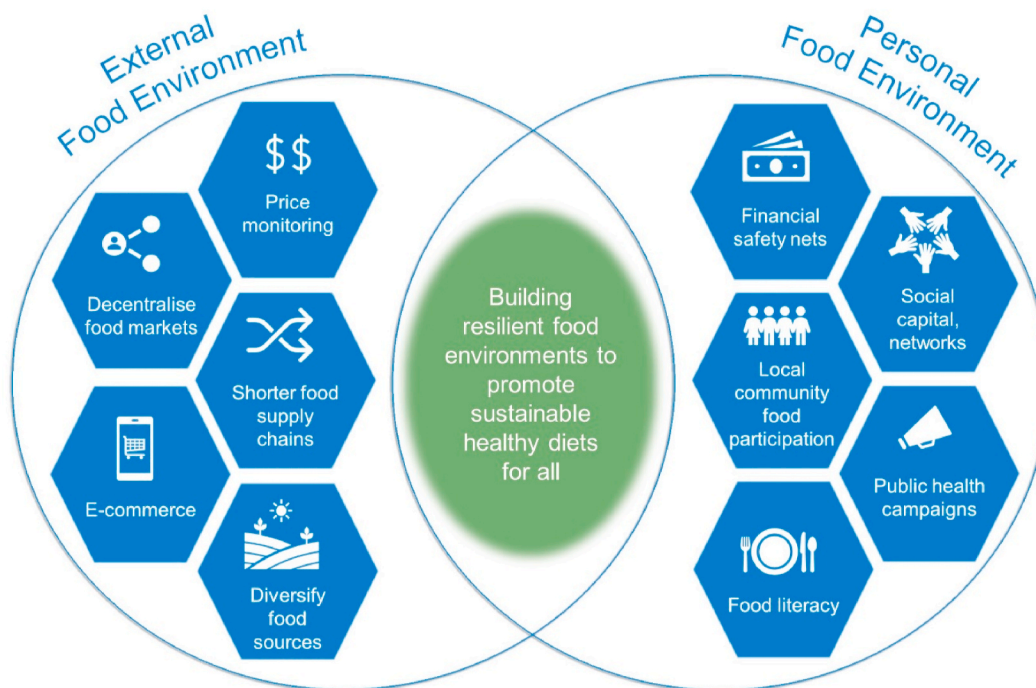 External
Food Environment
Personal
Food Environment
$$
Price
monitoring
Decentralise
food markets
Shorter food
supply
chains
E-commerce
Diversify
food
sources
Building
resilient food
environments to
promote
sustainable
healthy diets
for all
Financial
safety nets
Social
capital,
networks
Local
community
food
participation
Public health
campaigns
Food literacy